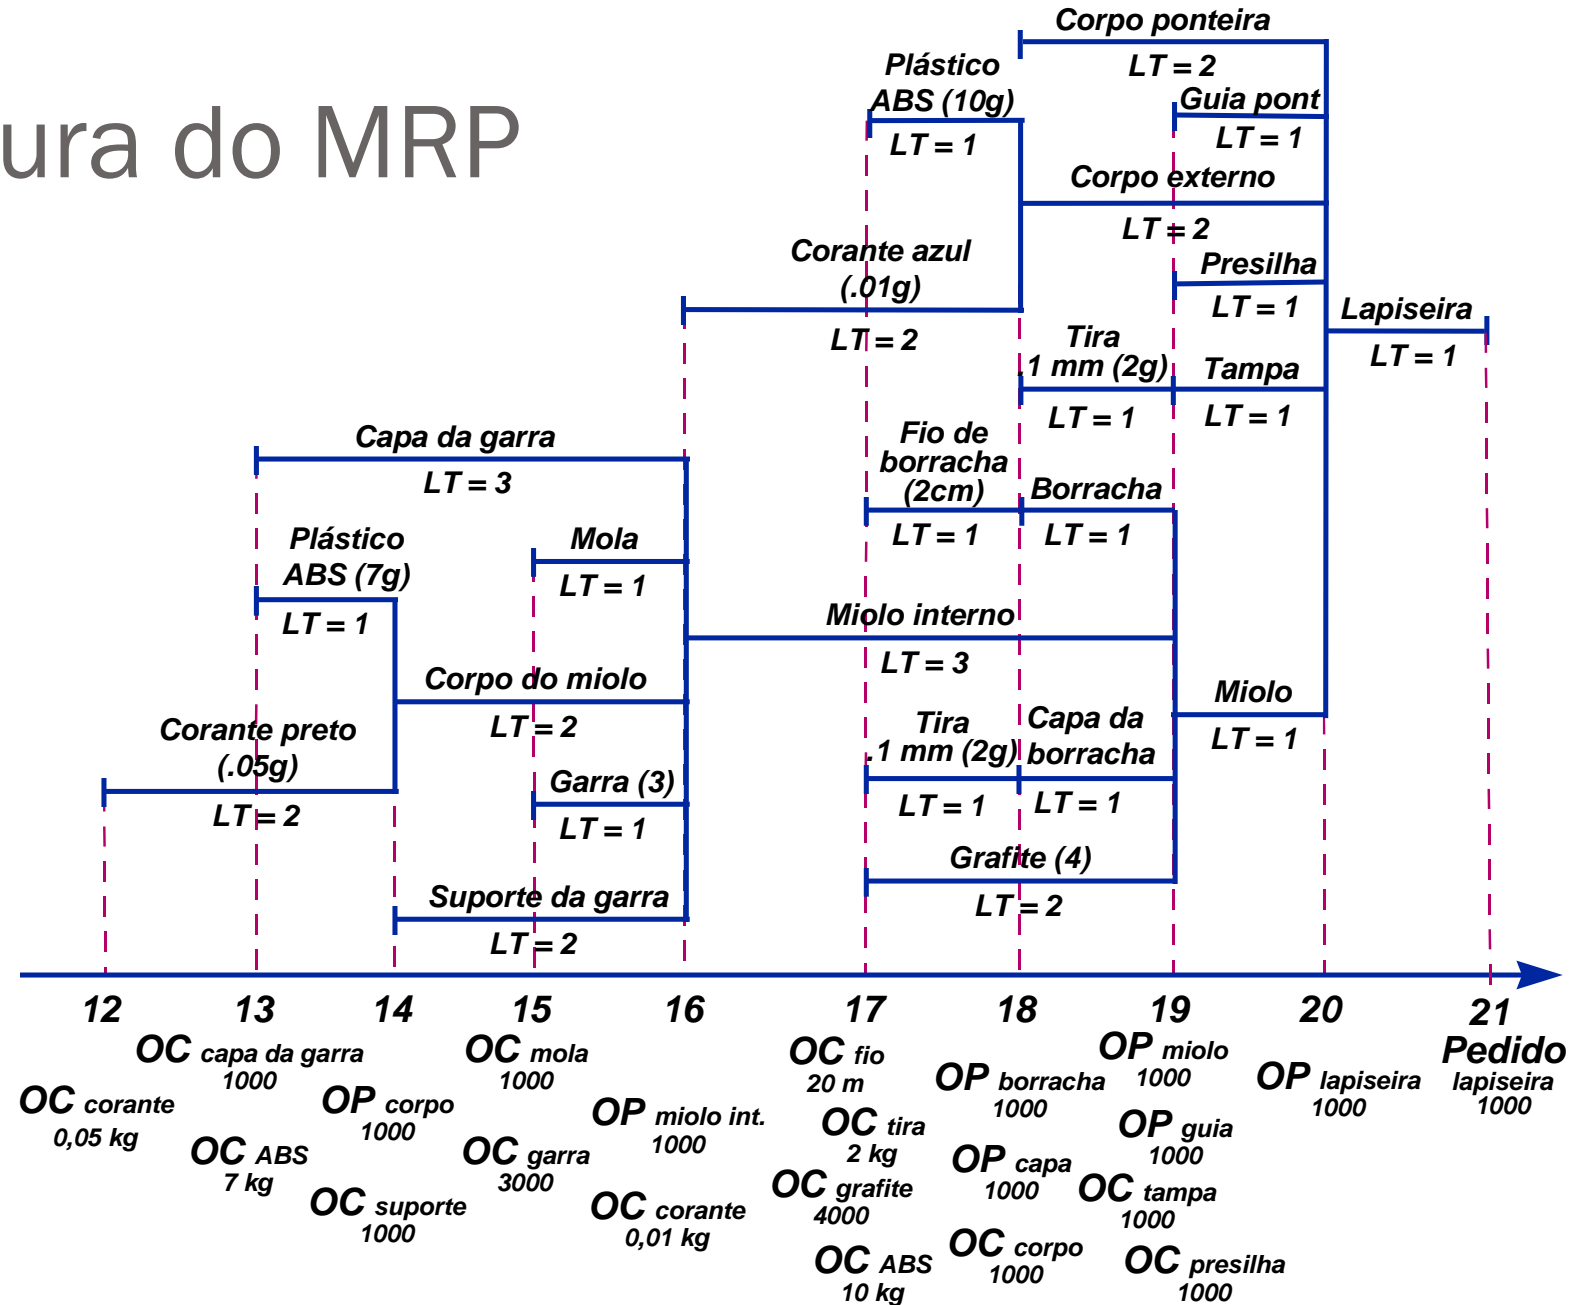 ura do MRP
Corpo ponteira
LT = 2
Plástico
ABS (10g)
LT = 1
Guia pont
LT = 1
Corpo externo
LT = 2
Corante azul
(.01g)
LT = 2
Presilha
LT = 1
Lapiseira
LT = 1
Tira
.1 mm (2g)
LT = 1
Tampa
LT = 1
Capa da garra
LT = 3
Fio de
borracha
(2cm)
LT = 1
Borracha
LT = 1
Plástico
ABS (7g)
LT = 1
Mola
LT = 1
Miolo interno
LT = 3
Corpo do miolo
LT = 2
Miolo
LT = 1
Corante preto
(.05g)
LT = 2
Tira
.1 mm (2g)
LT = 1
Capa da
borracha
LT = 1
Garra (3)
LT = 1
Grafite (4)
LT = 2
Suporte da garra
LT = 2
12 13 14 15 16 17 18 19 20 21
OC corante
0,05 kg
OC capa da garra
1000
OC ABS
7 kg
OP corpo
1000
OC suporte
1000
OC mola
1000
OC garra
3000
OP miolo int.
1000
OC corante
0,01 kg
OC fio
20 m
OC tira
2 kg
OC grafite
4000
OC ABS
10 kg
OP borracha
1000
OP capa
1000
OC corpo
1000
OP miolo
1000
OP guia
1000
OC tampa
1000
OC presilha
1000
OP lapiseira
1000
Pedido
lapiseira
1000